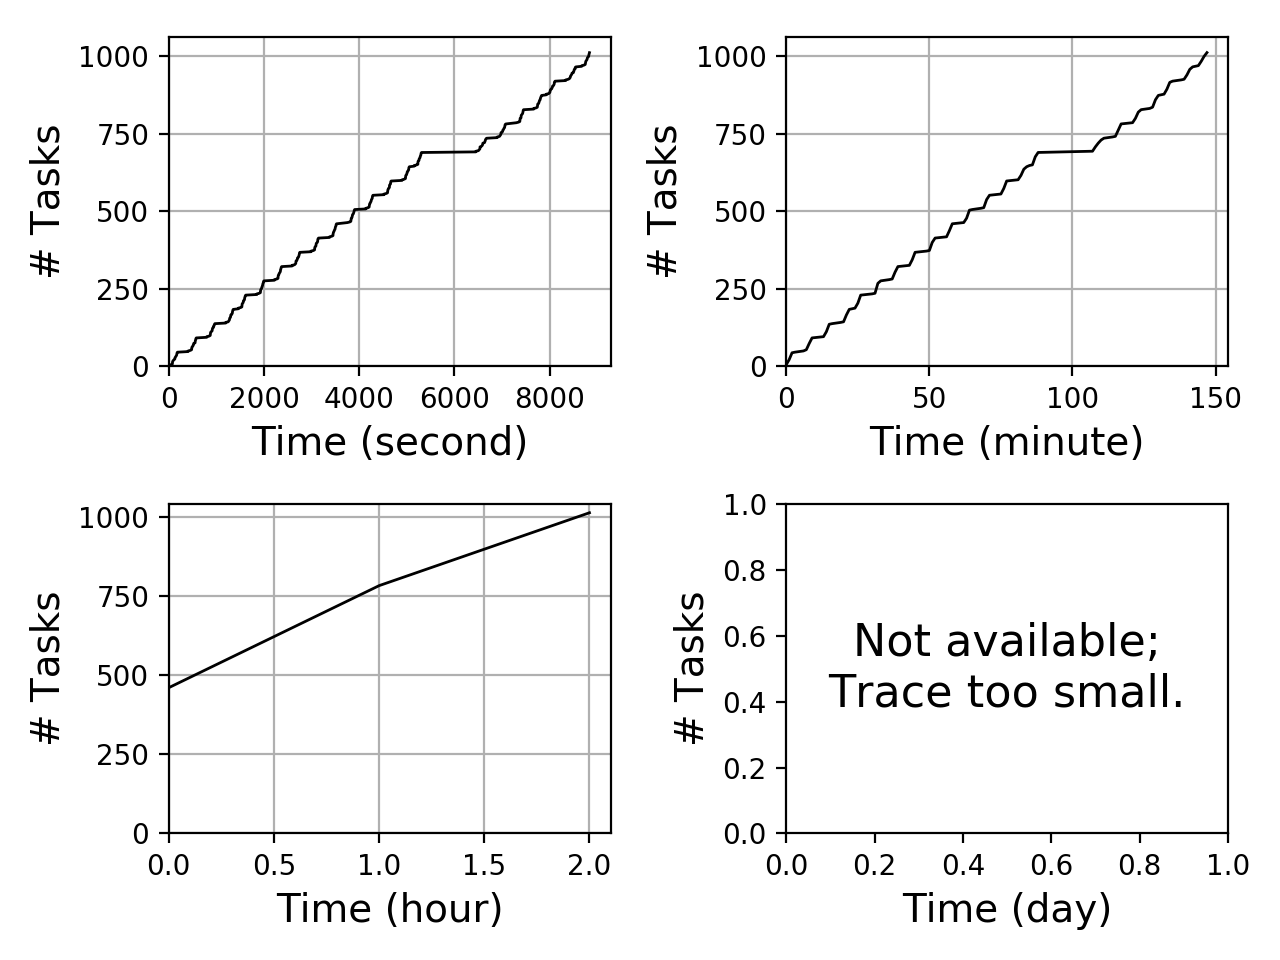 1000
750
500
250
0
# Tasks
0 2000 4000 6000 8000
Time (second)
1000
750
500
250
0
# Tasks
0 50 100 150
Time (minute)
1000
750
500
250
0
# Tasks
0.0 0.5 1.0 1.5 2.0
Time (hour)
1.0
0.8
0.6
0.4
0.2
0.0
# Tasks
Not available;
Trace too small.
0.0 0.2 0.4 0.6 0.8 1.0
Time (day)